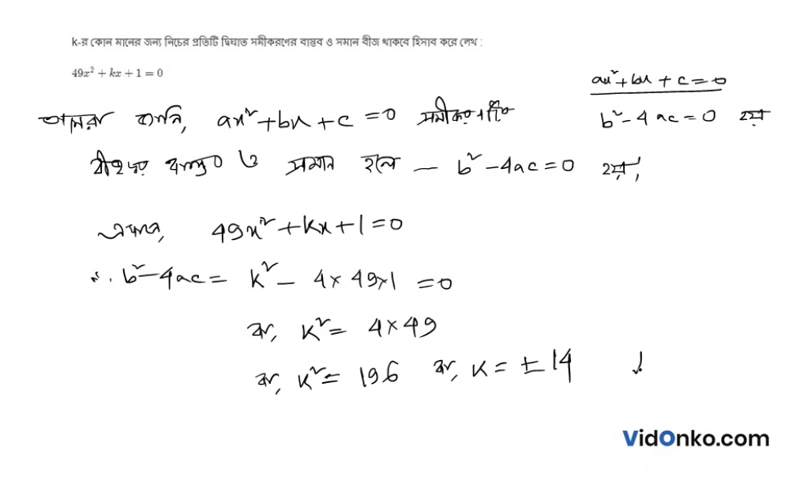 k-র কোন মানের জন্য নিচের প্রতিটি দ্বিঘাত সমীকরণের বাস্তব ও সমান বীজ থাকবে হিসাব করে লেখ :
49x² + kx + 1 = 0
ax²+bx+c=0
b²-4ac=0 হয়
আমরা জানি, ax²+bx+c=0 সমীকরণটির
বীজদ্বয় বাস্তব ও সমান হলে — b²-4ac=0 হয়,
এখানে, 49x²+kx+1=0
∴ b²-4ac = k² - 4×49×1 = 0
বা, k² = 4×49
বা, k² = 196 বা, k = ±14
VidOnko.com